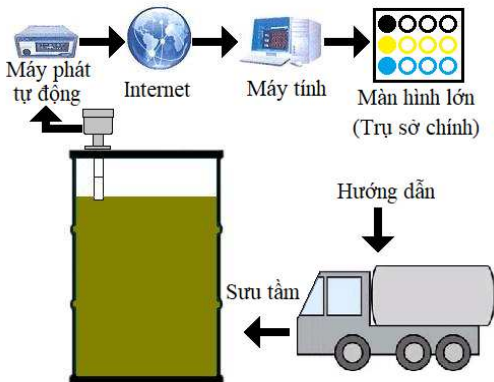 Máy phát
tự động
Internet
Máy tính
Màn hình lớn
(Trụ sở chính)
Hướng dẫn
Sưu tầm